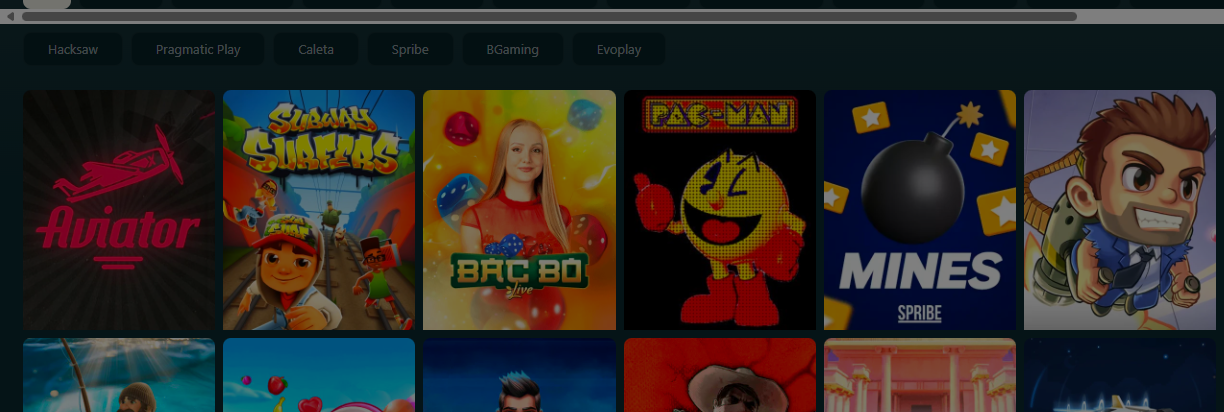 Hacksaw
Pragmatic Play
Caleta
Spribe
BGaming
Evoplay
Aviator
SUBWAY
SURFERS
BAC BO
live
PAC-MAN
MINES
SPRIBE